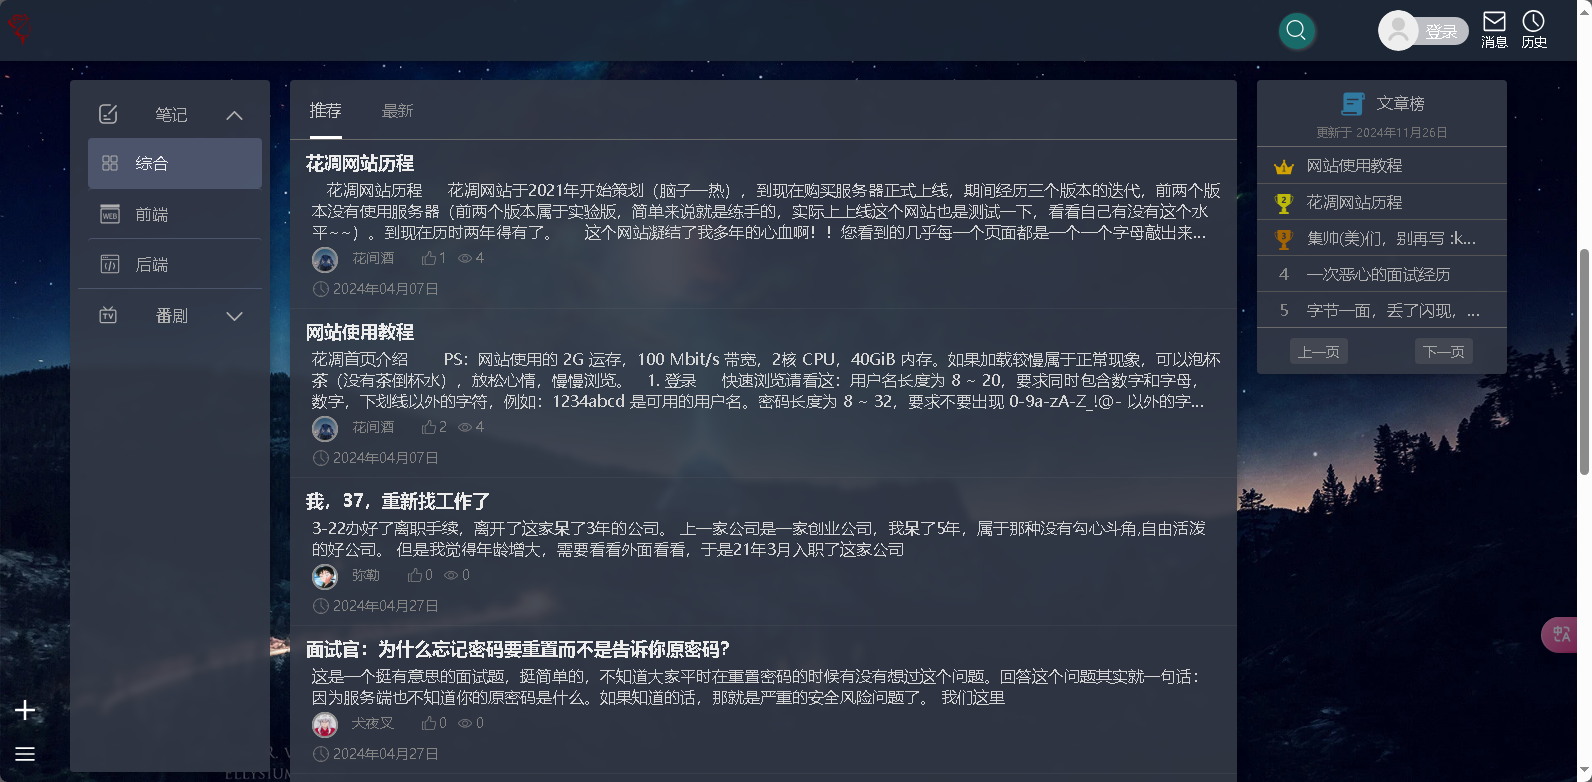 登录
消息
历史
笔记
综合
WEB
前端
后端
TV
番剧
推荐
最新
花凋网站历程
花凋网站历程 花凋网站于2021年开始策划（脑子一热），到现在购买服务器正式上线，期间经历三个版本的迭代，前两个版
本没有使用服务器（前两个版本属于实验版，简单来说就是练手的，实际上上线这个网站也是测试一下，看看自己有没有这个水
平~~）。到现在历时两年得有了。 这个网站凝结了我多年的心血啊！！您看到的几乎每一个页面都是一个一个字母敲出来...
花间酒 1 4
2024年04月07日
网站使用教程
花凋首页介绍 PS：网站使用的 2G 运存，100 Mbit/s 带宽，2核 CPU，40GiB 内存。如果加载较慢属于正常现象，可以泡杯
茶（没有茶倒杯水），放松心情，慢慢浏览。 1. 登录 快速浏览请看这：用户名长度为 8 ~ 20，要求同时包含数字和字母，
数字，下划线以外的字符，例如：1234abcd 是可用的用户名。密码长度为 8 ~ 32，要求不要出现 0-9a-zA-Z_!@- 以外的字...
花间酒 2 4
2024年04月07日
我，37，重新找工作了
3-22办好了离职手续，离开了这家呆了3年的公司。 上一家公司是一家创业公司，我呆了5年，属于那种没有勾心斗角,自由活泼
的好公司。 但是我觉得年龄增大，需要看看外面看看，于是21年3月入职了这家公司
弥勒 0 0
2024年04月27日
面试官：为什么忘记密码要重置而不是告诉你原密码？
这是一个挺有意思的面试题，挺简单的，不知道大家平时在重置密码的时候有没有想过这个问题。回答这个问题其实就一句话：
因为服务端也不知道你的原密码是什么。如果知道的话，那就是严重的安全风险问题了。 我们这里
犬夜叉 0 0
2024年04月27日
文章榜
更新于 2024年11月26日
网站使用教程
2 花凋网站历程
3 集帅(美)们，别再写 :k...
4 一次恶心的面试经历
5 字节一面，丢了闪现，...
上一页 下一页
中A
ELLYSIUM